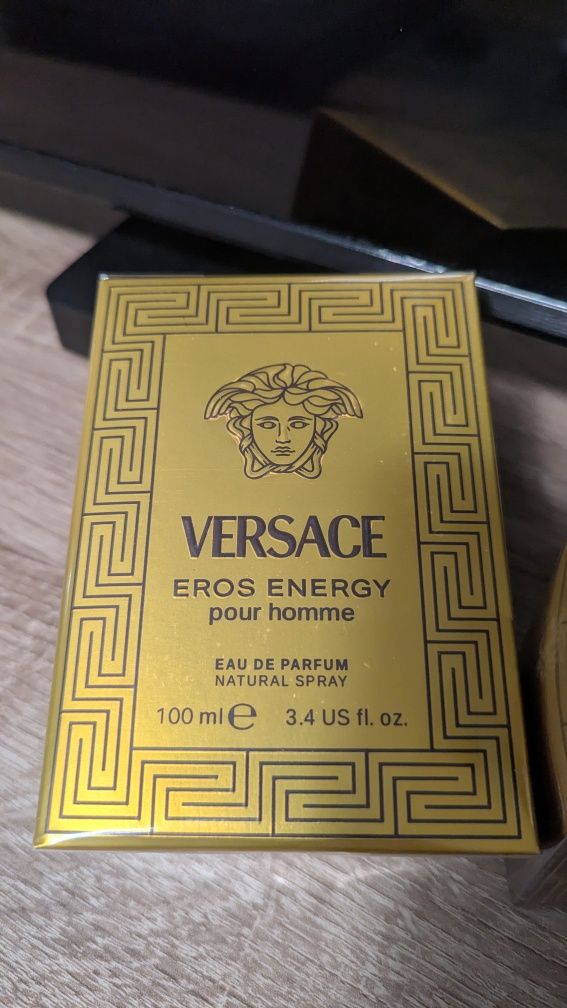 VERSACE
EROS ENERGY
pour homme
EAU DE PARFUM
NATURAL SPRAY
100 ml ℮ 3.4 US fl. oz.